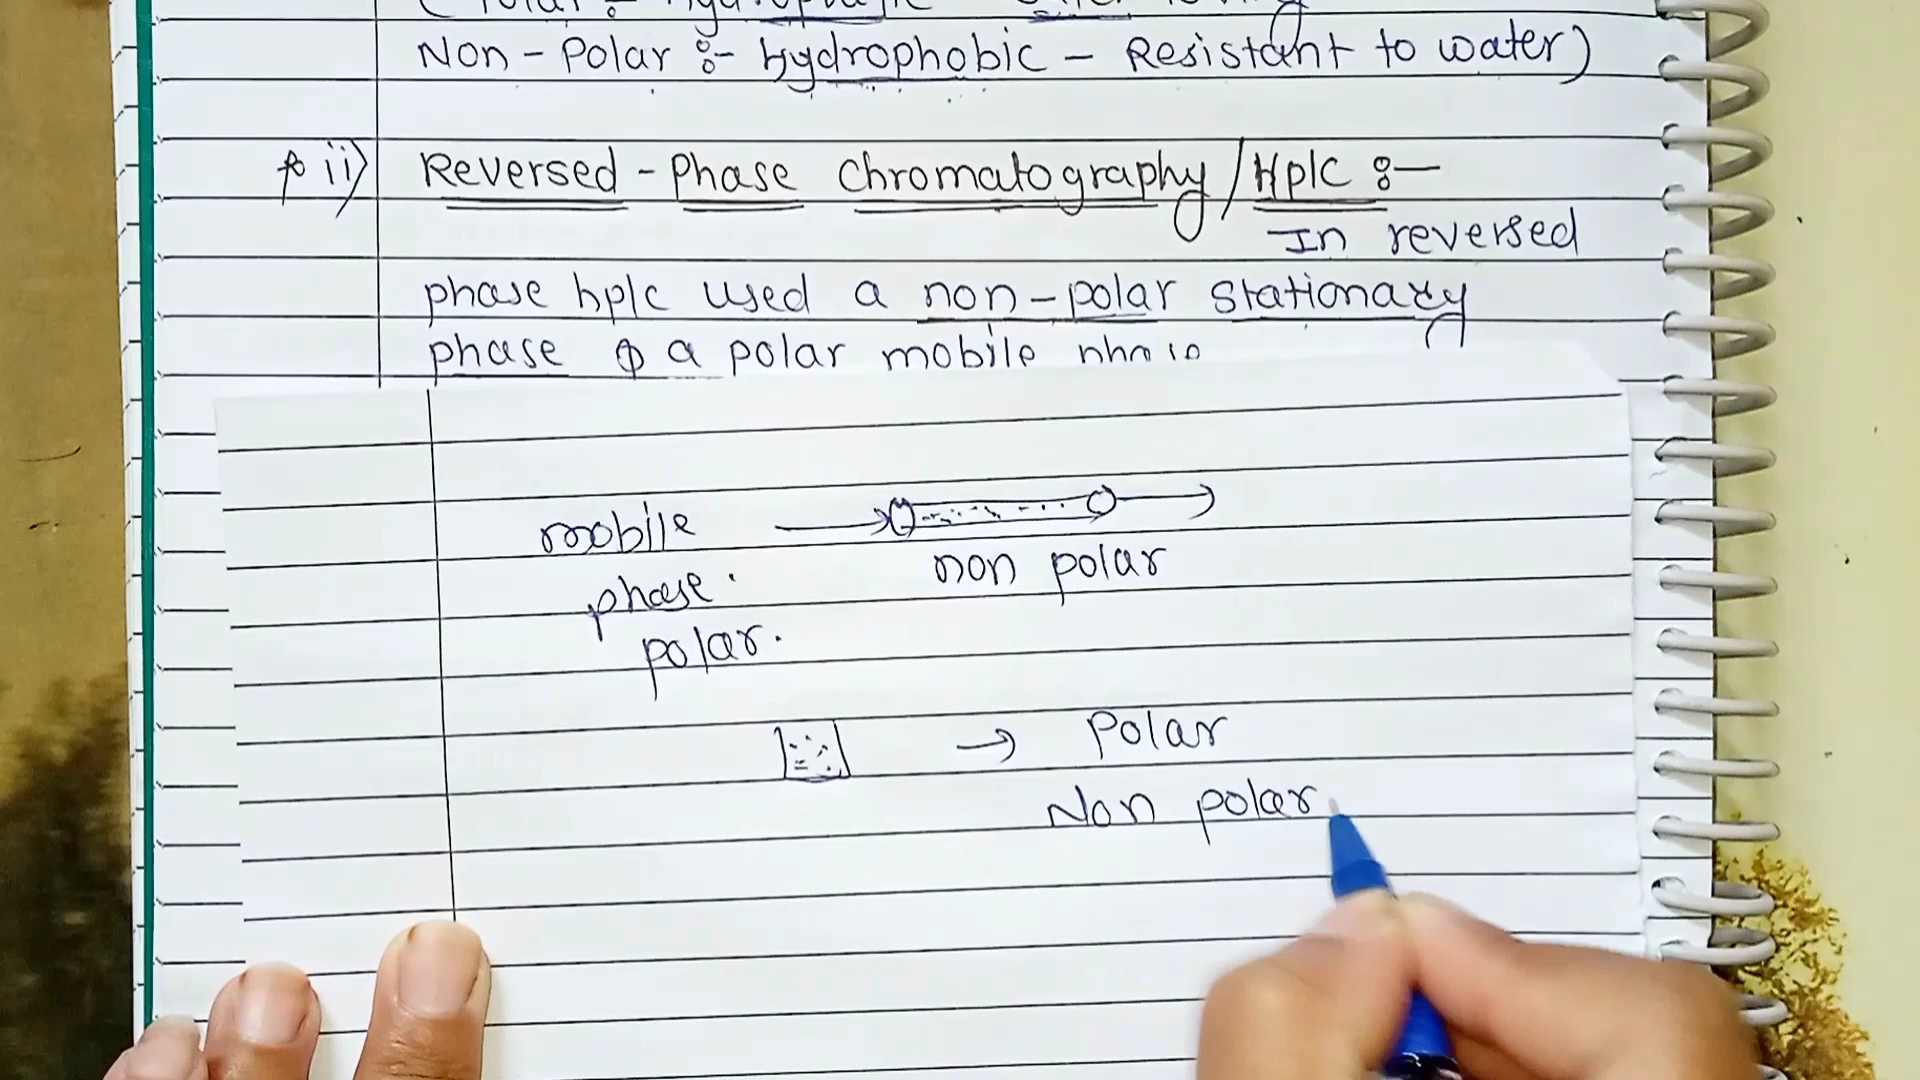 Non - Polar :- hydrophobic - Resistant to water)
ii) Reversed - Phase Chromatography / Hplc :-
In reversed
phase hplc used a non - polar stationary
phase & a polar mobile
mobile
phase.
polar.
non polar
→ Polar
Non polar